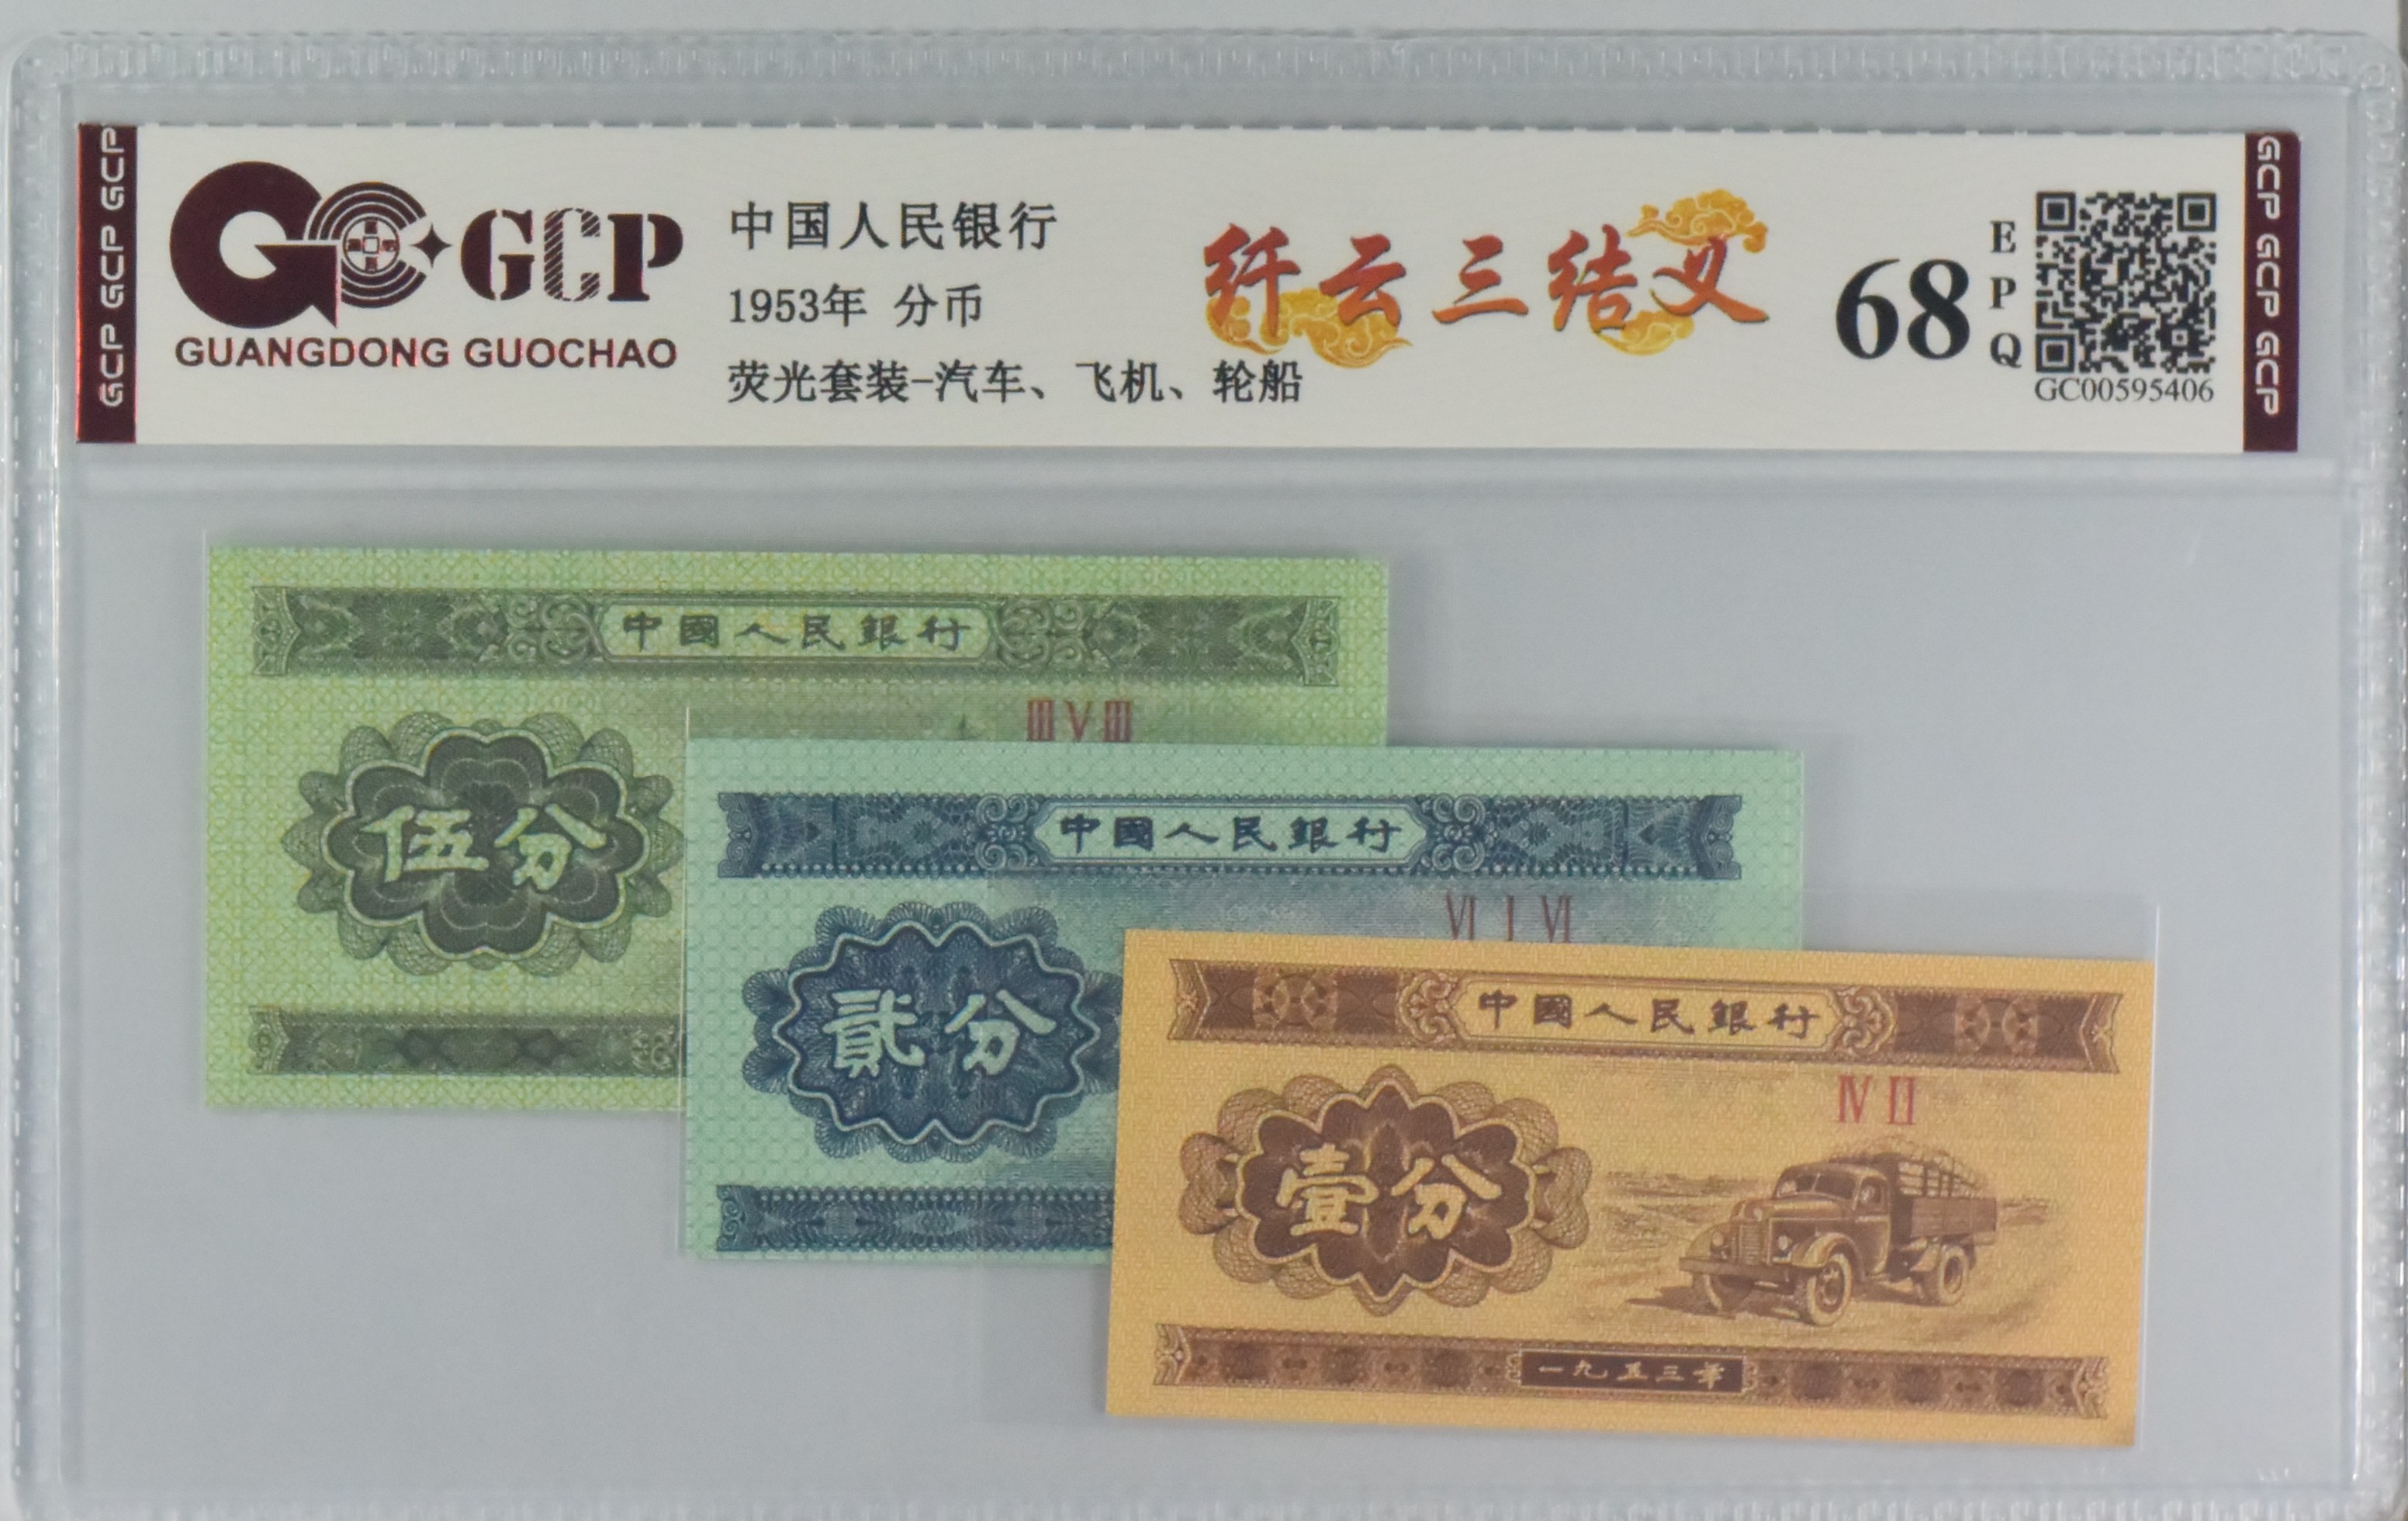 GCP GCP GCP
GCP
GUANGDONG GUOCHAO
中国人民银行
1953年 分币
荧光套装-汽车、飞机、轮船
纤云三结义
68
EPQ
GC00595406
GCP GCP GCP
中國人民銀行
ⅢⅤⅢ
伍分
中國人民銀行
Ⅵ Ⅰ Ⅵ
貳分
中國人民銀行
Ⅳ Ⅱ
壹分
一九五三年